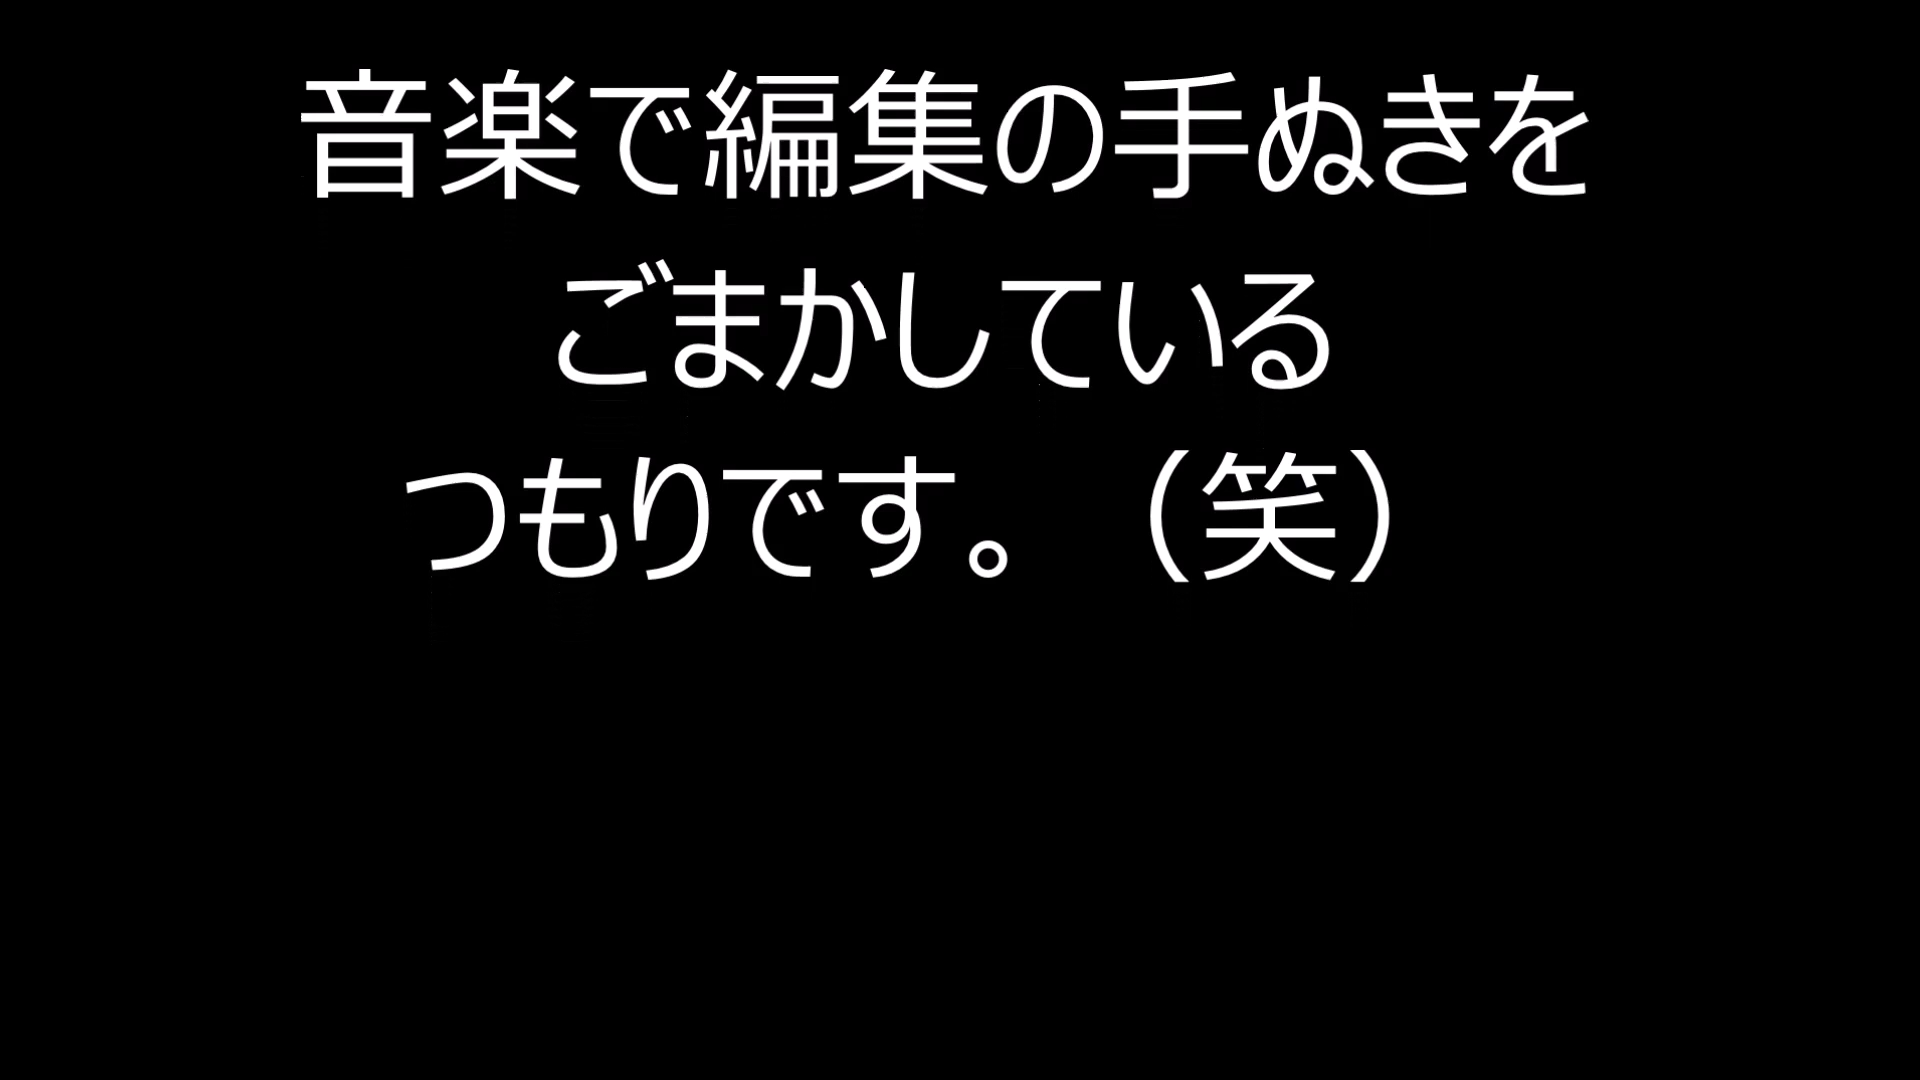 音楽で編集の手ぬきを
ごまかしている
つもりです。（笑）